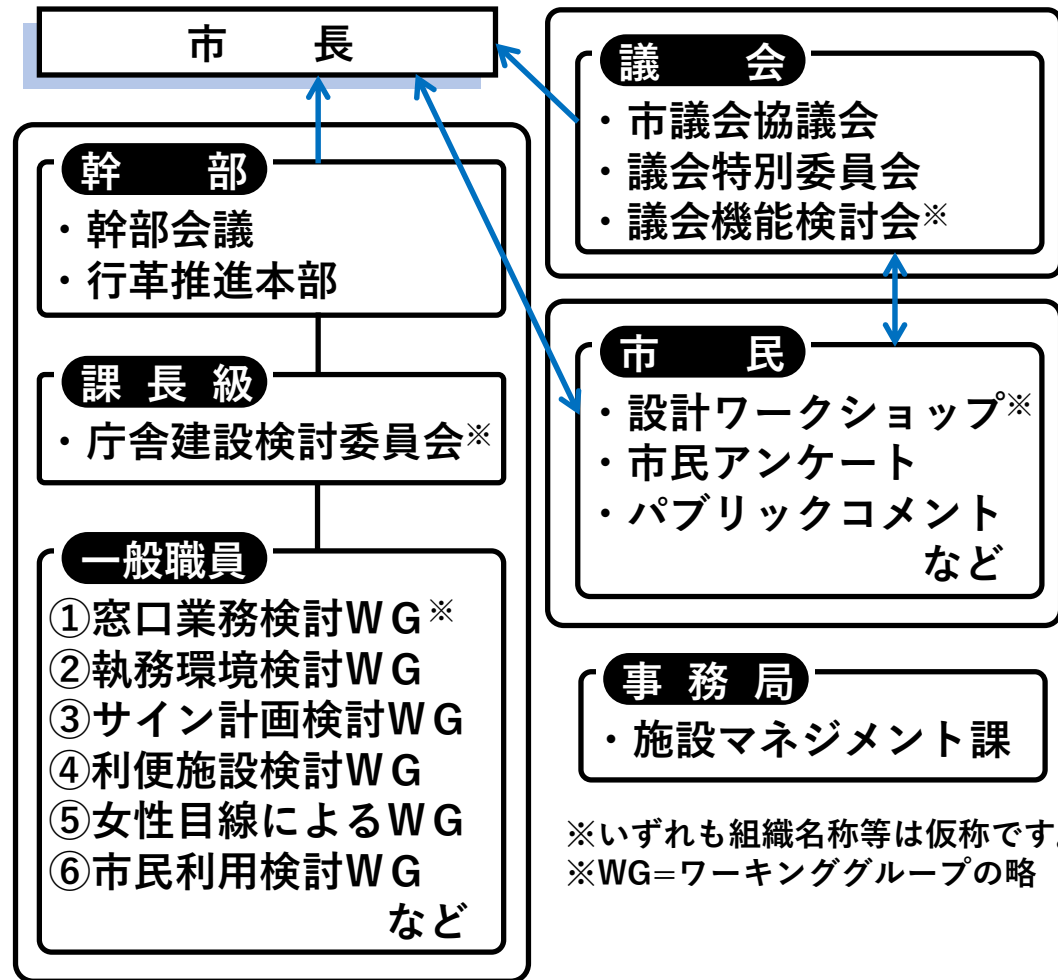 市　　長
幹　　部
・幹部会議
・行革推進本部
課 長 級
・庁舎建設検討委員会※
一般職員
①窓口業務検討ＷＧ※
②執務環境検討ＷＧ
③サイン計画検討ＷＧ
④利便施設検討ＷＧ
⑤女性目線によるＷＧ
⑥市民利用検討ＷＧ
など
議　　会
・市議会協議会
・議会特別委員会
・議会機能検討会※
市　　民
・設計ワークショップ※
・市民アンケート
・パブリックコメント
など
事 務 局
・施設マネジメント課
※いずれも組織名称等は仮称です。
※WG=ワーキンググループの略